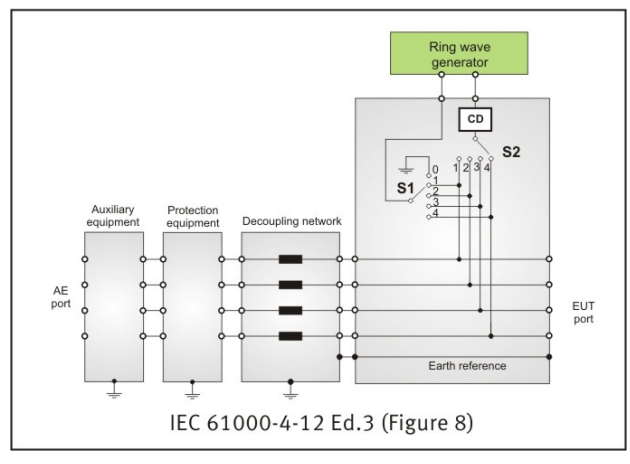 Ring wave
generator
CD
S2
0
1 2 3 4
S1
1
2
3
4
Auxiliary
equipment
Protection
equipment
Decoupling network
AE
port
EUT
port
Earth reference
IEC 61000-4-12 Ed.3 (Figure 8)